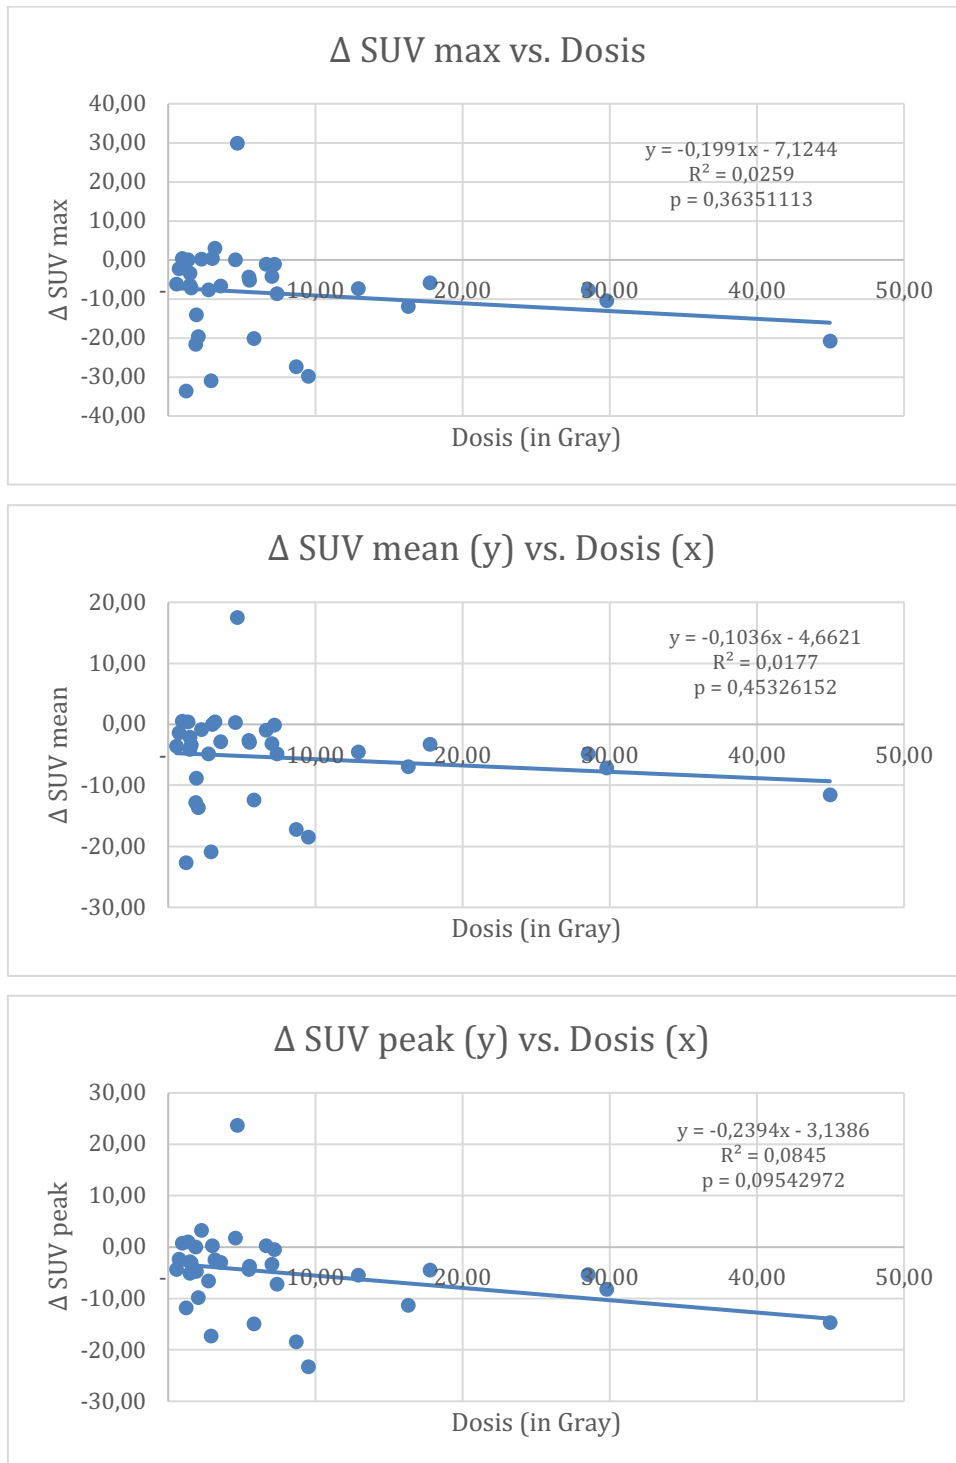 Δ SUV max vs. Dosis
40,00
30,00
20,00
10,00
0,00
-10,00
-20,00
-30,00
-40,00
Δ SUV max
y = -0,1991x - 7,1244
R² = 0,0259
p = 0,36351113
- 10,00 20,00 30,00 40,00 50,00
Dosis (in Gray)
Δ SUV mean (y) vs. Dosis (x)
20,00
10,00
0,00
-10,00
-20,00
-30,00
Δ SUV mean
y = -0,1036x - 4,6621
R² = 0,0177
p = 0,45326152
- 10,00 20,00 30,00 40,00 50,00
Dosis (in Gray)
Δ SUV peak (y) vs. Dosis (x)
30,00
20,00
10,00
0,00
-10,00
-20,00
-30,00
Δ SUV peak
y = -0,2394x - 3,1386
R² = 0,0845
p = 0,09542972
- 10,00 20,00 30,00 40,00 50,00
Dosis (in Gray)